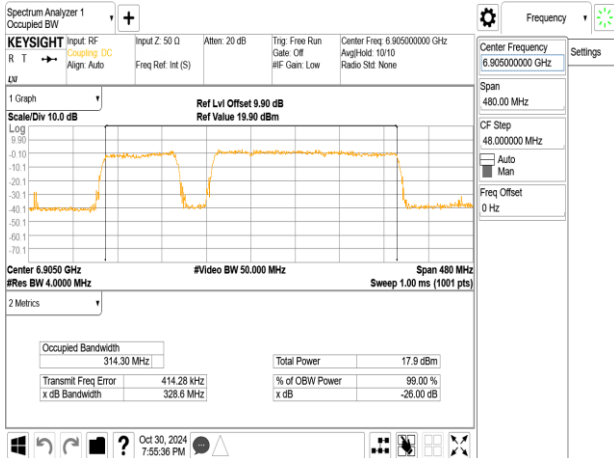 Spectrum Analyzer 1
Occupied BW
Frequency
KEYSIGHT
R T
Input: RF
Coupling: DC
Align: Auto
Input Z: 50 Ω
Freq Ref: Int (S)
Atten: 20 dB
Trig: Free Run
Gate: Off
#IF Gain: Low
Center Freq: 6.905000000 GHz
Avg|Hold: 10/10
Radio Std: None
Center Frequency
6.905000000 GHz
Settings
Span
480.00 MHz
CF Step
48.000000 MHz
Auto
Man
Freq Offset
0 Hz
1 Graph
Scale/Div 10.0 dB
Ref Lvl Offset 9.90 dB
Ref Value 19.90 dBm
Log
9.90
-0.10
-10.1
-20.1
-30.1
-40.1
-50.1
-60.1
-70.1
Center 6.9050 GHz
#Video BW 50.000 MHz
Span 480 MHz
#Res BW 4.0000 MHz
Sweep 1.00 ms (1001 pts)
2 Metrics
Occupied Bandwidth
314.30 MHz
Total Power
17.9 dBm
Transmit Freq Error
414.28 kHz
% of OBW Power
99.00 %
x dB Bandwidth
328.6 MHz
x dB
-26.00 dB
?
Oct 30, 2024
7:55:36 PM